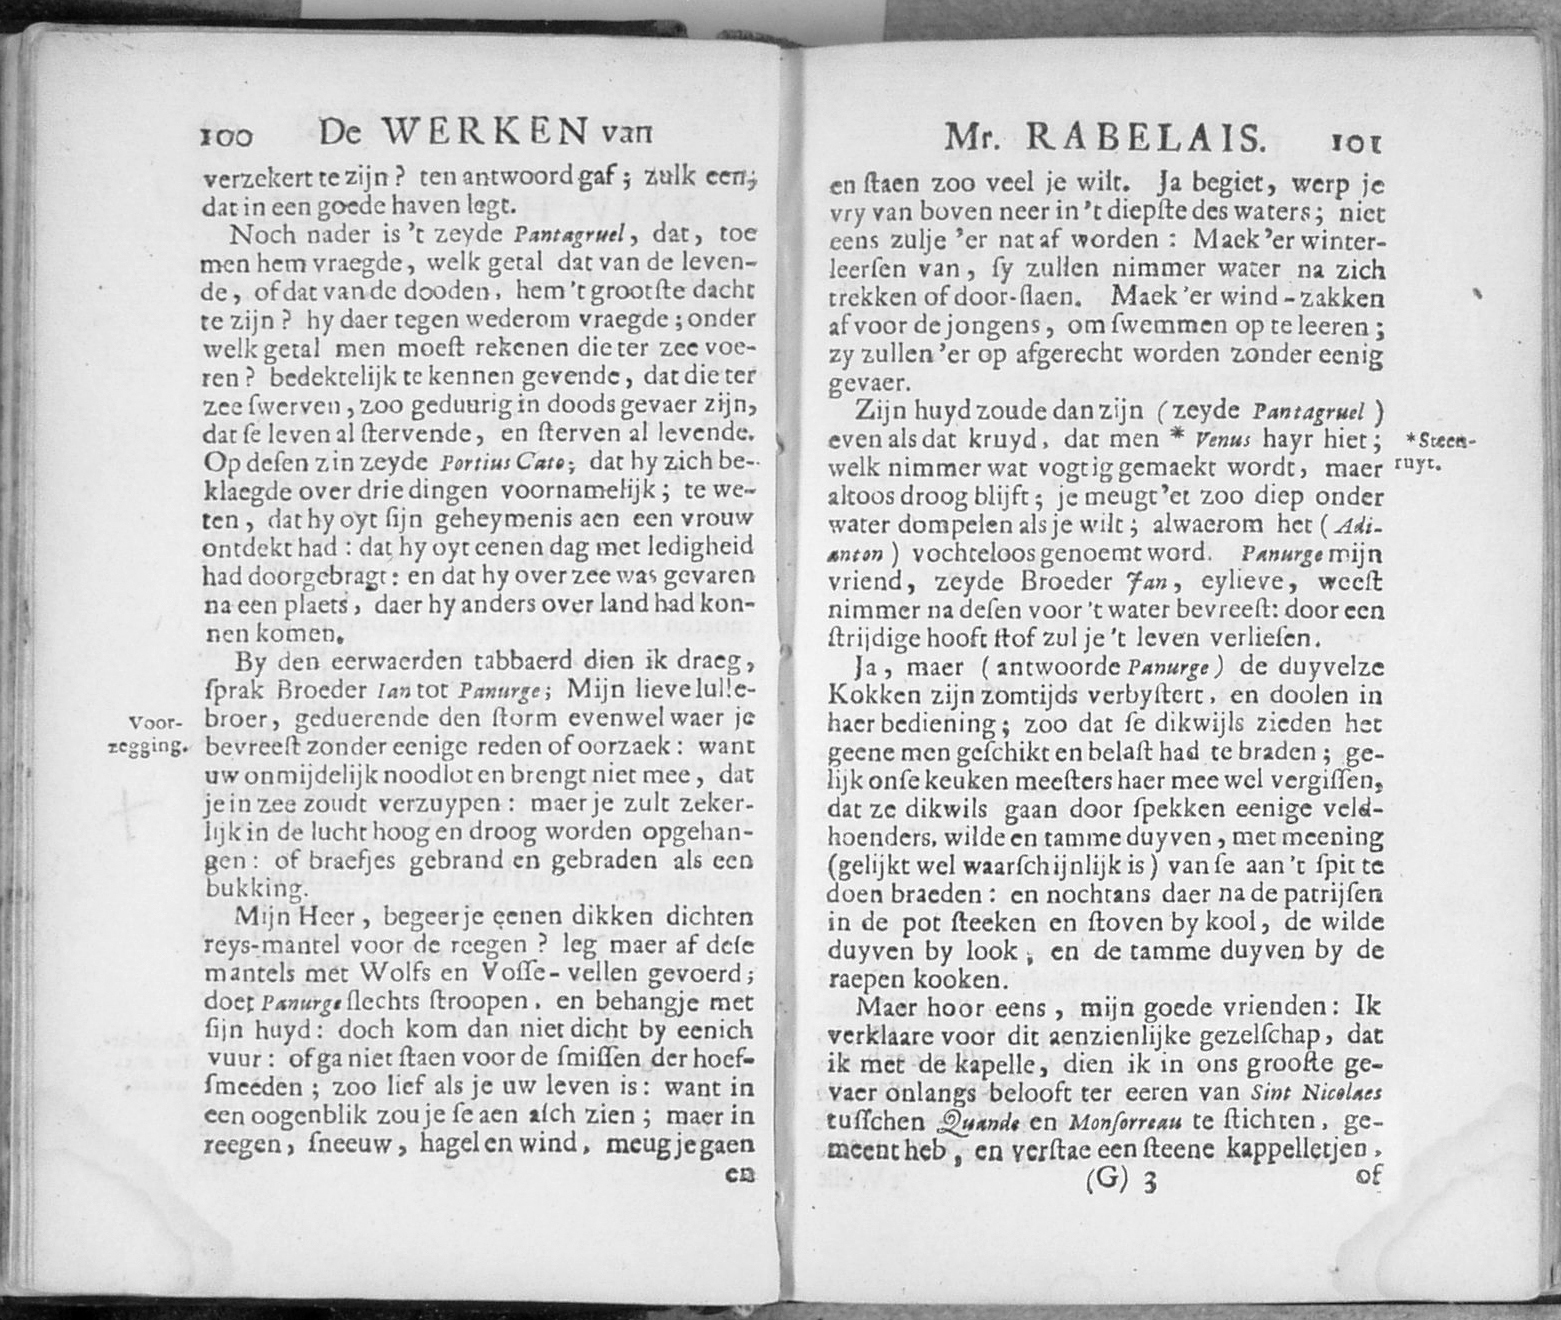 100 De WERKEN van
verzekert te zijn? ten antwoord gaf; zulk een;
dat in een goede haven legt.
Noch nader is 't zeyde Pantagruel, dat, toe
men hem vraegde, welk getal dat van de leven-
de, of dat van de dooden, hem 't grootſte dacht
te zijn? hy daer tegen wederom vraegde; onder
welk getal men moeſt rekenen die ter zee voe-
ren? bedektelijk te kennen gevende, dat die ter
zee ſwerven, zoo geduurig in doods gevaer zijn,
dat ſe leven al ſtervende, en ſterven al levende.
Op deſen zin zeyde Portius Cato; dat hy zich be-
klaegde over drie dingen voornamelijk; te we-
ten, dat hy oyt ſijn geheymenis aen een vrouw
ontdekt had: dat hy oyt eenen dag met ledigheid
had doorgebragt: en dat hy over zee was gevaren
na een plaets, daer hy anders over land had kon-
nen komen.
By den eerwaerden tabbaerd dien ik draeg,
ſprak Broeder Ian tot Panurge; Mijn lieve lulle-
Voor-
zegging.
broer, geduerende den ſtorm evenwel waer je
bevreeſt zonder eenige reden of oorzaek: want
uw onmijdelijk noodlot en brengt niet mee, dat
je in zee zoudt verzuypen: maer je zult zeker-
lijk in de lucht hoog en droog worden opgehan-
gen: of braefjes gebrand en gebraden als een
bukking.
Mijn Heer, begeer je eenen dikken dichten
reys-mantel voor de reegen? leg maer af deſe
mantels met Wolfs en Voſſe-vellen gevoerd;
doet Panurge ſlechts ſtroopen, en behangje met
ſijn huyd: doch kom dan niet dicht by eenich
vuur: of ga niet ſtaen voor de ſmiſſen der hoef-
ſmeeden; zoo lief als je uw leven is: want in
een oogenblik zou je ſe aen aſch zien; maer in
reegen, ſneeuw, hagel en wind, meug je gaen
en
Mr. RABELAIS. 101
en ſtaen zoo veel je wilt. Ja begiet, werp je
vry van boven neer in 't diepſte des waters; niet
eens zulje 'er nat af worden: Maek 'er winter-
leerſen van, ſy zullen nimmer water na zich
trekken of door-ſlaen. Maek 'er wind-zakken
af voor de jongens, om ſwemmen op te leeren;
zy zullen 'er op afgerecht worden zonder eenig
gevaer.
Zijn huyd zoude dan zijn (zeyde Pantagruel)
even als dat kruyd, dat men * Venus hayr hiet;
*Steen-
ruyt.
welk nimmer wat vogtig gemaekt wordt, maer
altoos droog blijft; je meugt'et zoo diep onder
water dompelen als je wilt; alwaerom het (Adi-
anton) vochteloos genoemt word. Panurge mijn
vriend, zeyde Broeder Jan, eylieve, weeſt
nimmer na deſen voor 't water bevreeſt: door een
ſtrijdige hooft ſtof zul je 't leven verlieſen.
Ja, maer (antwoorde Panurge) de duyvelze
Kokken zijn zomtijds verbyſtert, en doolen in
haer bediening; zoo dat ſe dikwijls zieden het
geene men geſchikt en belaſt had te braden; ge-
lijk onſe keuken meeſters haer mee wel vergiſſen,
dat ze dikwils gaan door ſpekken eenige veld-
hoenders, wilde en tamme duyven, met meening
(gelijkt wel waarſchijnlijk is) van ſe aan 't ſpit te
doen braeden: en nochtans daer na de patrijſen
in de pot ſteeken en ſtoven by kool, de wilde
duyven by look, en de tamme duyven by de
raepen kooken.
Maer hoor eens, mijn goede vrienden: Ik
verklaare voor dit aenzienlijke gezelſchap, dat
ik met de kapelle, dien ik in ons grootſte ge-
vaer onlangs belooft ter eeren van Sint Nicolaes
tuſſchen Quande en Monſorreau te ſtichten, ge-
meent heb, en verſtae een ſteene kappelletjen,
(G) 3 of